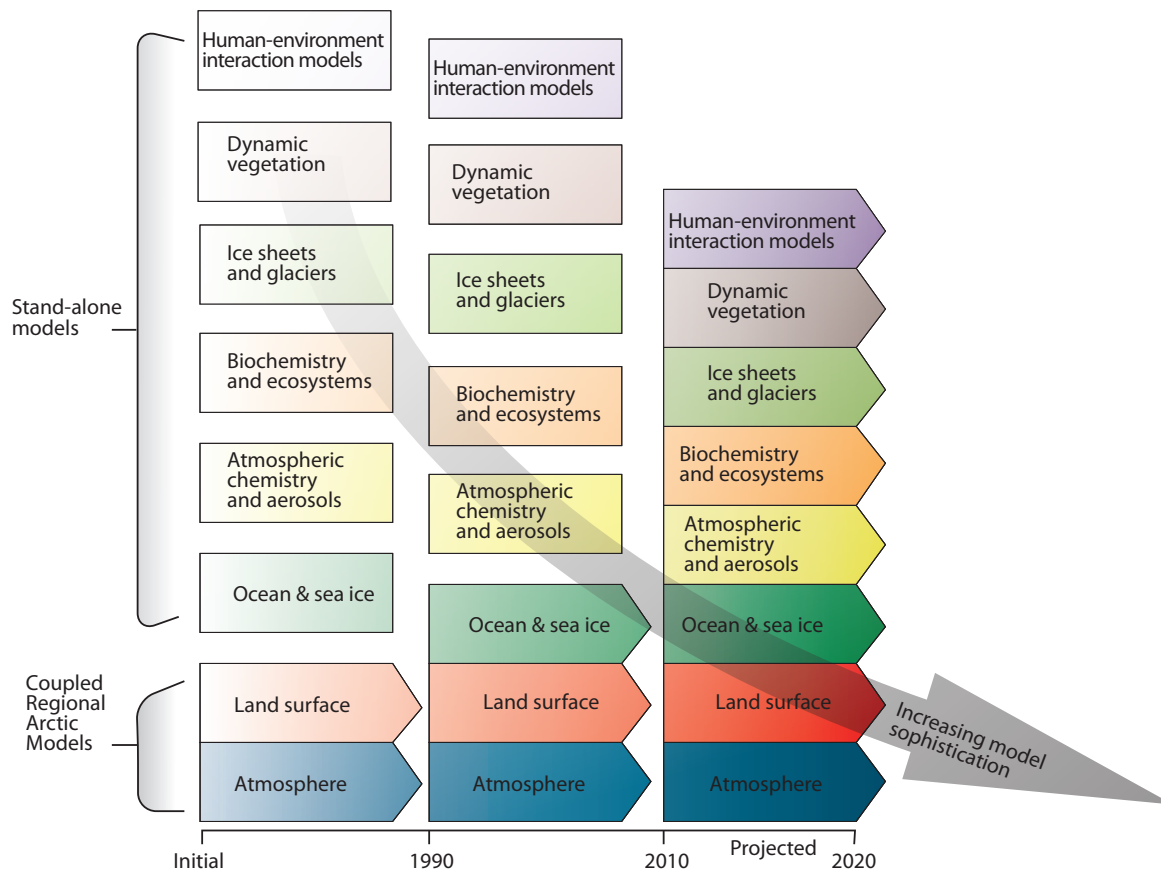 Human-environment
interaction models
Dynamic
vegetation
Ice sheets
and glaciers
Biochemistry
and ecosystems
Atmospheric
chemistry
and aerosols
Ocean & sea ice
Land surface
Atmosphere
Human-environment
interaction models
Dynamic
vegetation
Ice sheets
and glaciers
Biochemistry
and ecosystems
Atmospheric
chemistry
and aerosols
Ocean & sea ice
Land surface
Atmosphere
Human-environment
interaction models
Dynamic
vegetation
Ice sheets
and glaciers
Biochemistry
and ecosystems
Atmospheric
chemistry
and aerosols
Ocean & sea ice
Land surface
Atmosphere
Stand-alone
models
Coupled
Regional
Arctic
Models
Increasing model
sophistication
Initial
1990
2010
Projected
2020